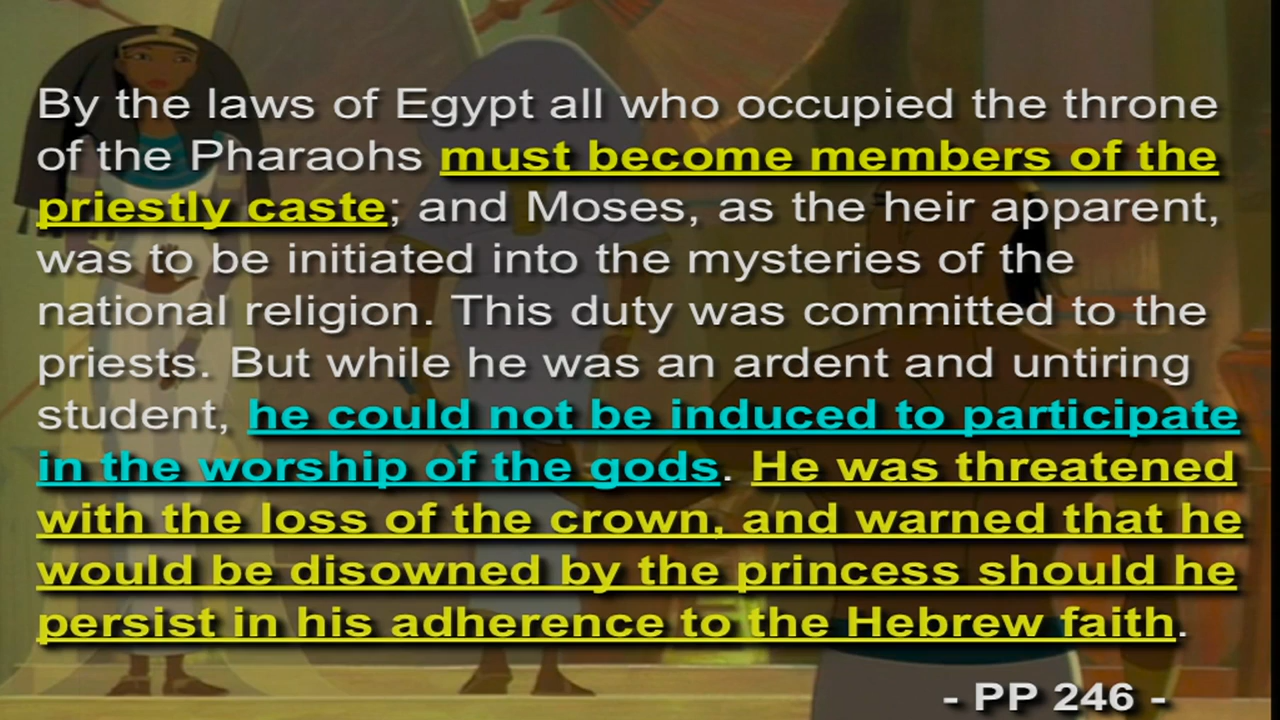 By the laws of Egypt all who occupied the throne
of the Pharaohs must become members of the
priestly caste; and Moses, as the heir apparent,
was to be initiated into the mysteries of the
national religion. This duty was committed to the
priests. But while he was an ardent and untiring
student, he could not be induced to participate
in the worship of the gods. He was threatened
with the loss of the crown, and warned that he
would be disowned by the princess should he
persist in his adherence to the Hebrew faith.
- PP 246 -